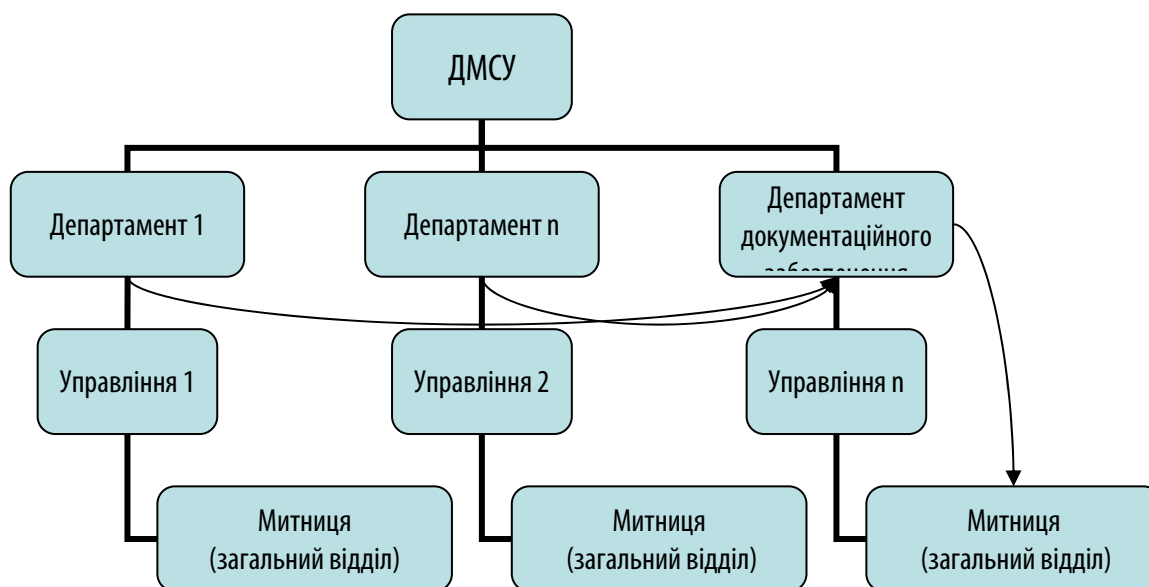 ДМСУ
Департамент 1
Департамент n
Департамент
документаційного
забезпечення
Управління 1
Управління 2
Управління n
Митниця
(загальний відділ)
Митниця
(загальний відділ)
Митниця
(загальний відділ)